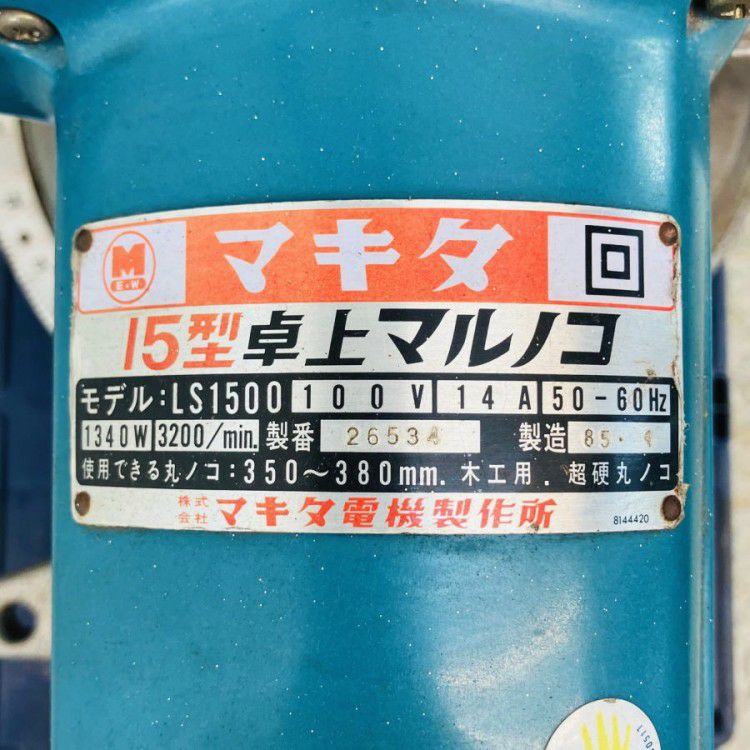 M
E.W
マキタ
15型卓上マルノコ
モデル:LS1500 100V 14A 50-60Hz
1340W 3200/min. 製番 26534 製造 85.4
使用できる丸ノコ:350~380mm. 木工用. 超硬丸ノコ
株式会社 マキタ電機製作所
8144420